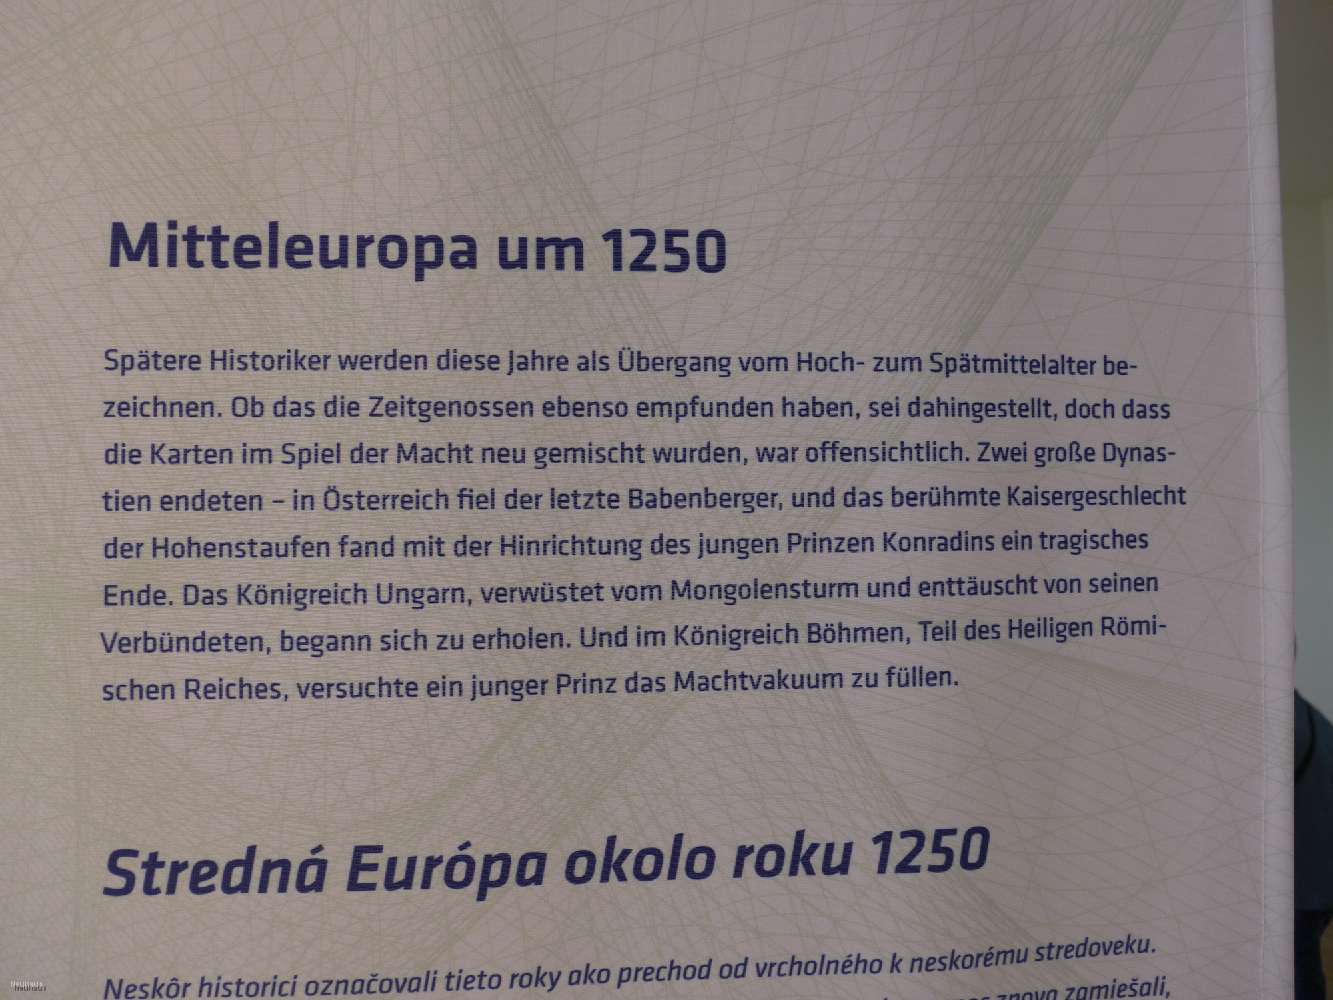 Mitteleuropa um 1250
Spätere Historiker werden diese Jahre als Übergang vom Hoch- zum Spätmittelalter be-
zeichnen. Ob das die Zeitgenossen ebenso empfunden haben, sei dahingestellt, doch dass
die Karten im Spiel der Macht neu gemischt wurden, war offensichtlich. Zwei große Dynas-
tien endeten – in Österreich fiel der letzte Babenberger, und das berühmte Kaisergeschlecht
der Hohenstaufen fand mit der Hinrichtung des jungen Prinzen Konradins ein tragisches
Ende. Das Königreich Ungarn, verwüstet vom Mongolensturm und enttäuscht von seinen
Verbündeten, begann sich zu erholen. Und im Königreich Böhmen, Teil des Heiligen Römi-
schen Reiches, versuchte ein junger Prinz das Machtvakuum zu füllen.
Stredná Európa okolo roku 1250
Neskôr historici označovali tieto roky ako prechod od vrcholného k neskorému stredoveku.
znova zamiešali,